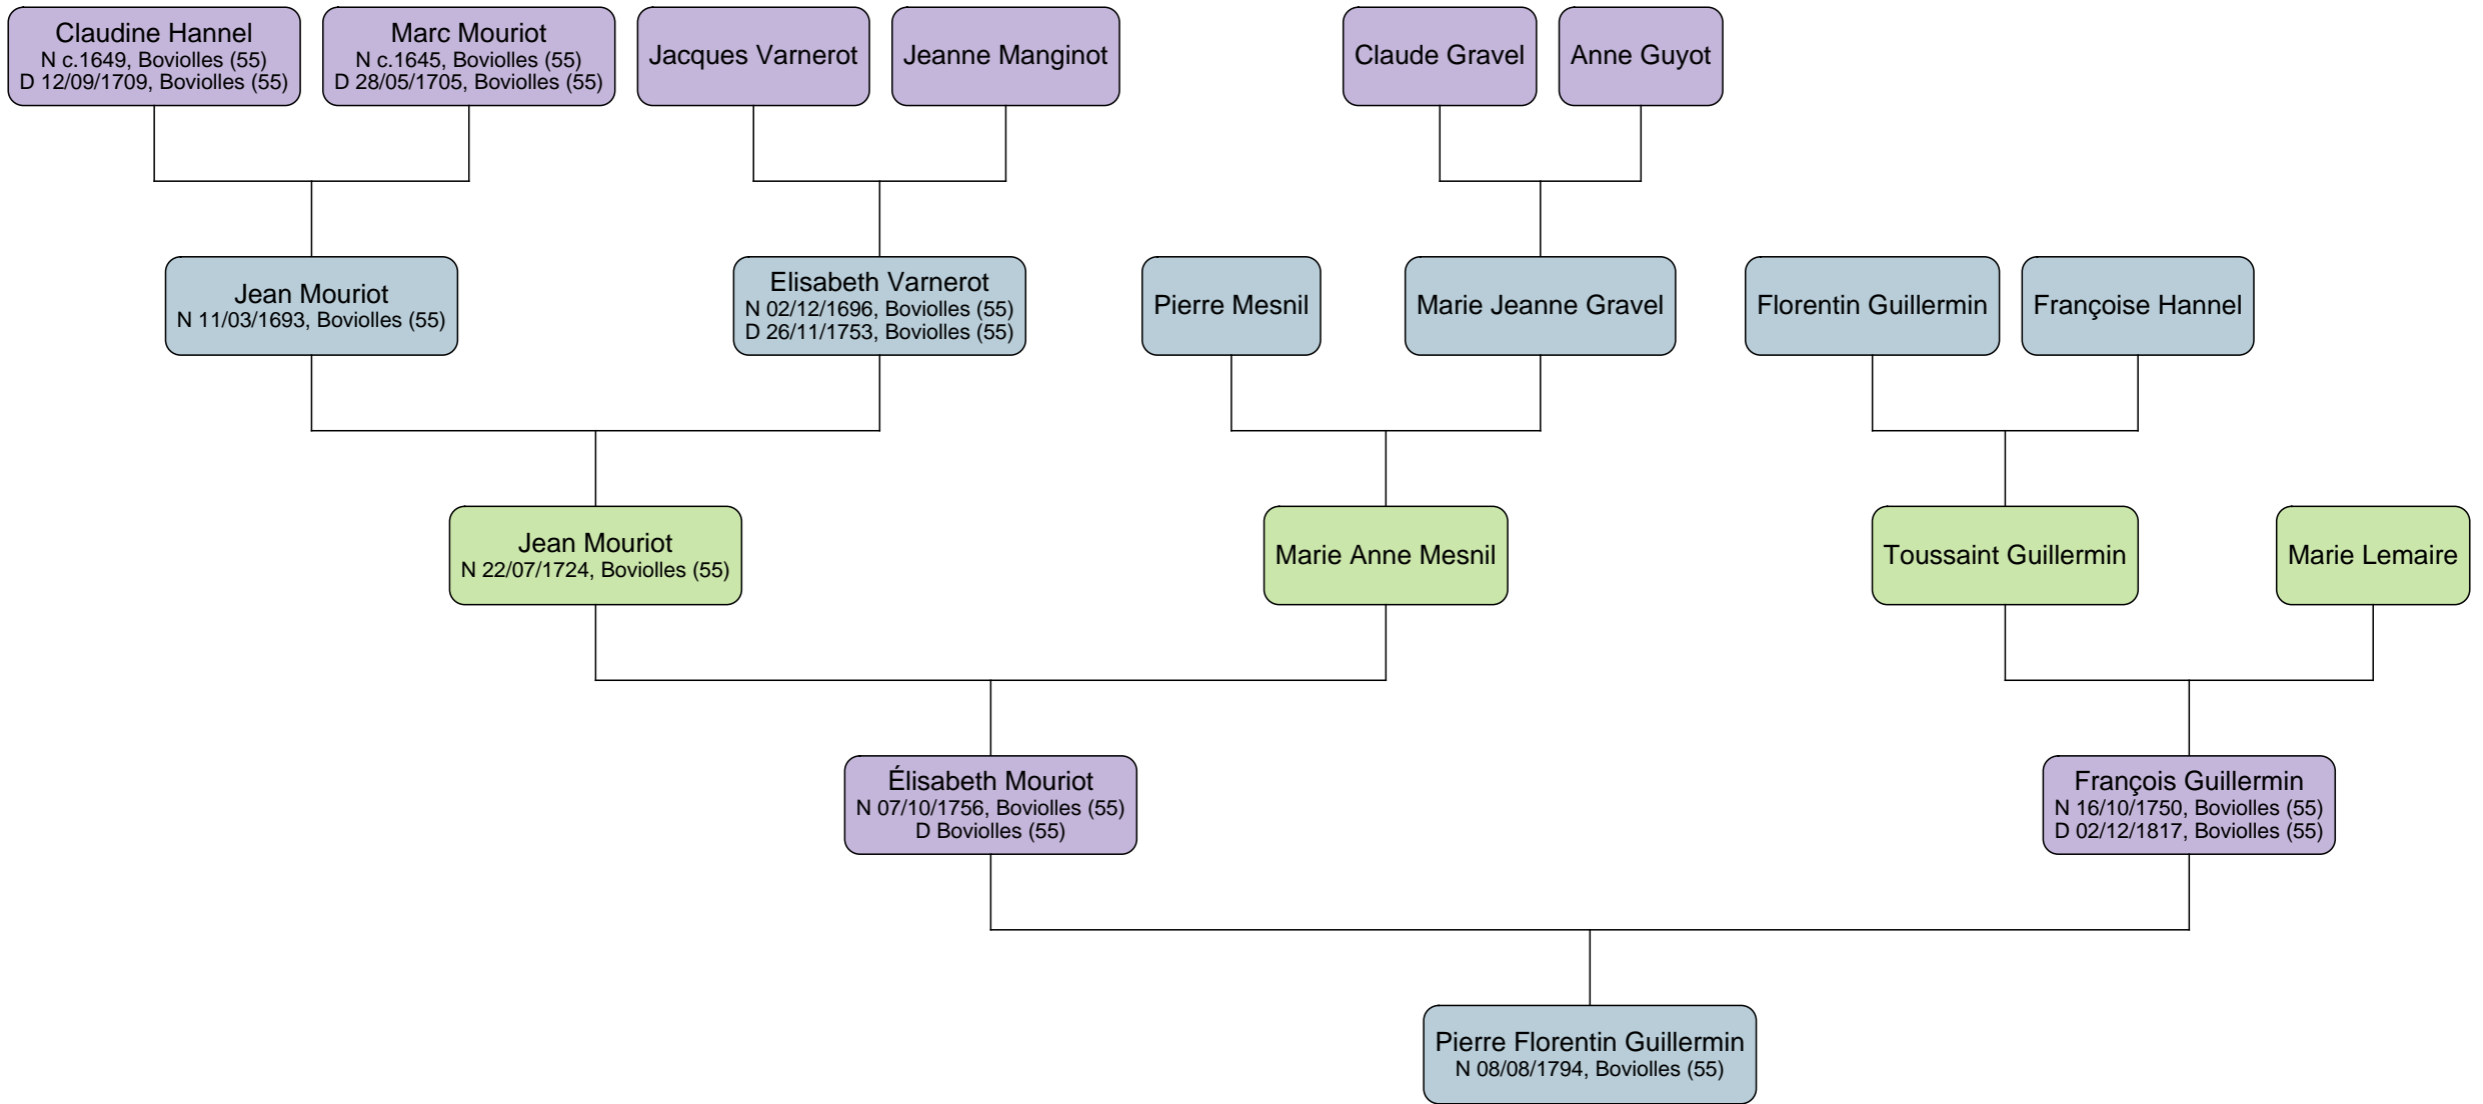 Claudine Hannel
N c.1649, Boviolles (55)
D 12/09/1709, Boviolles (55)
Marc Mouriot
N c.1645, Boviolles (55)
D 28/05/1705, Boviolles (55)
Jacques Varnerot
Jeanne Manginot
Claude Gravel
Anne Guyot
Jean Mouriot
N 11/03/1693, Boviolles (55)
Elisabeth Varnerot
N 02/12/1696, Boviolles (55)
D 26/11/1753, Boviolles (55)
Pierre Mesnil
Marie Jeanne Gravel
Florentin Guillermin
Françoise Hannel
Jean Mouriot
N 22/07/1724, Boviolles (55)
Marie Anne Mesnil
Toussaint Guillermin
Marie Lemaire
Élisabeth Mouriot
N 07/10/1756, Boviolles (55)
D Boviolles (55)
François Guillermin
N 16/10/1750, Boviolles (55)
D 02/12/1817, Boviolles (55)
Pierre Florentin Guillermin
N 08/08/1794, Boviolles (55)